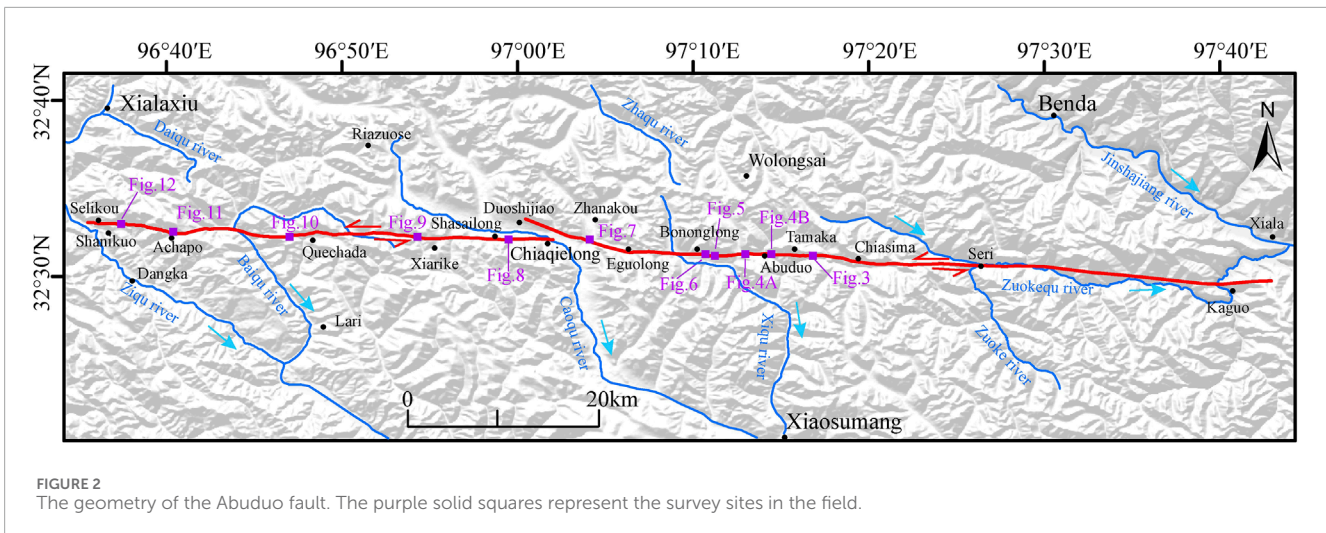 96°40'E 96°50'E 97°00'E 97°10'E 97°20'E 97°30'E 97°40'E
32°40'N
32°30'N
Xialaxiu
Daiqu river
Riazuose
Zhaqu river
Wolongsai
Benda
N
Jinshajiang river
Fig.12
Selikou
Fig.11
Shanikuo
Achapo
Dangka
Ziqu river
Baiqu river
Fig.10
Quechada
Lari
Fig.9
Xiarike
Shasailong
Duoshijiao
Zhanakou
Fig.8
Chiaqielong
Fig.7
Eguolong
Caoqu river
Bononglong
Fig.5
Fig.6
Fig.4A
Fig.4B
Abuduo
Tamaka
Fig.3
Chiasima
Seri
Xiqu river
Zuokequ river
Zuoke river
Xiala
Kaguo
Xiaosumang
0 20km
FIGURE 2
The geometry of the Abuduo fault. The purple solid squares represent the survey sites in the field.